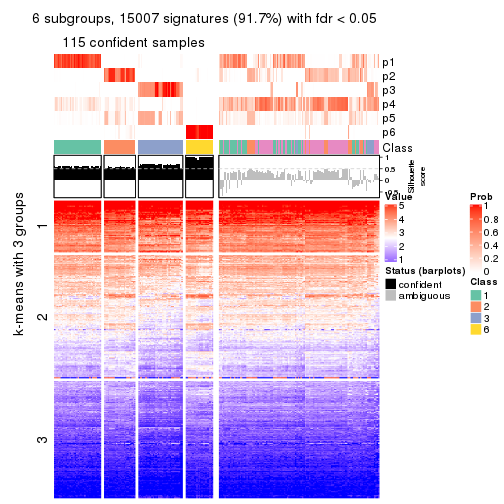 6 subgroups, 15007 signatures (91.7%) with fdr < 0.05
115 confident samples
p1
p2
p3
p4
p5
p6
Class
1
0.5
0
-0.5
Silhouette
score
k-means with 3 groups
1
2
3
Value
5
4
3
2
1
Status (barplots)
confident
ambiguous
Prob
1
0.8
0.6
0.4
0.2
0
Class
1
2
3
6